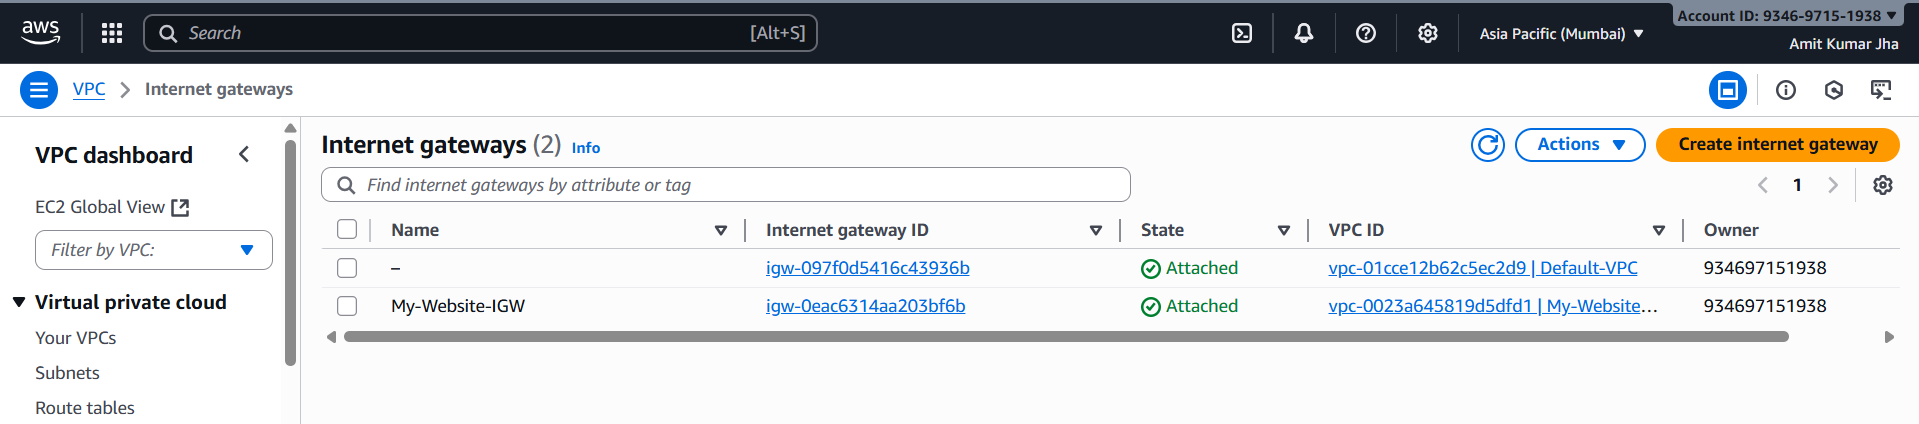 aws
Search [Alt+S]
Asia Pacific (Mumbai)
Account ID: 9346-9715-1938
Amit Kumar Jha
VPC Internet gateways
VPC dashboard
EC2 Global View
Filter by VPC:
Virtual private cloud
Your VPCs
Subnets
Route tables
Internet gateways (2) Info
Actions
Create internet gateway
Find internet gateways by attribute or tag
1
Name Internet gateway ID State VPC ID Owner
– igw-097f0d5416c43936b Attached vpc-01cce12b62c5ec2d9 | Default-VPC 934697151938
My-Website-IGW igw-0eac6314aa203bf6b Attached vpc-0023a645819d5dfd1 | My-Website... 934697151938